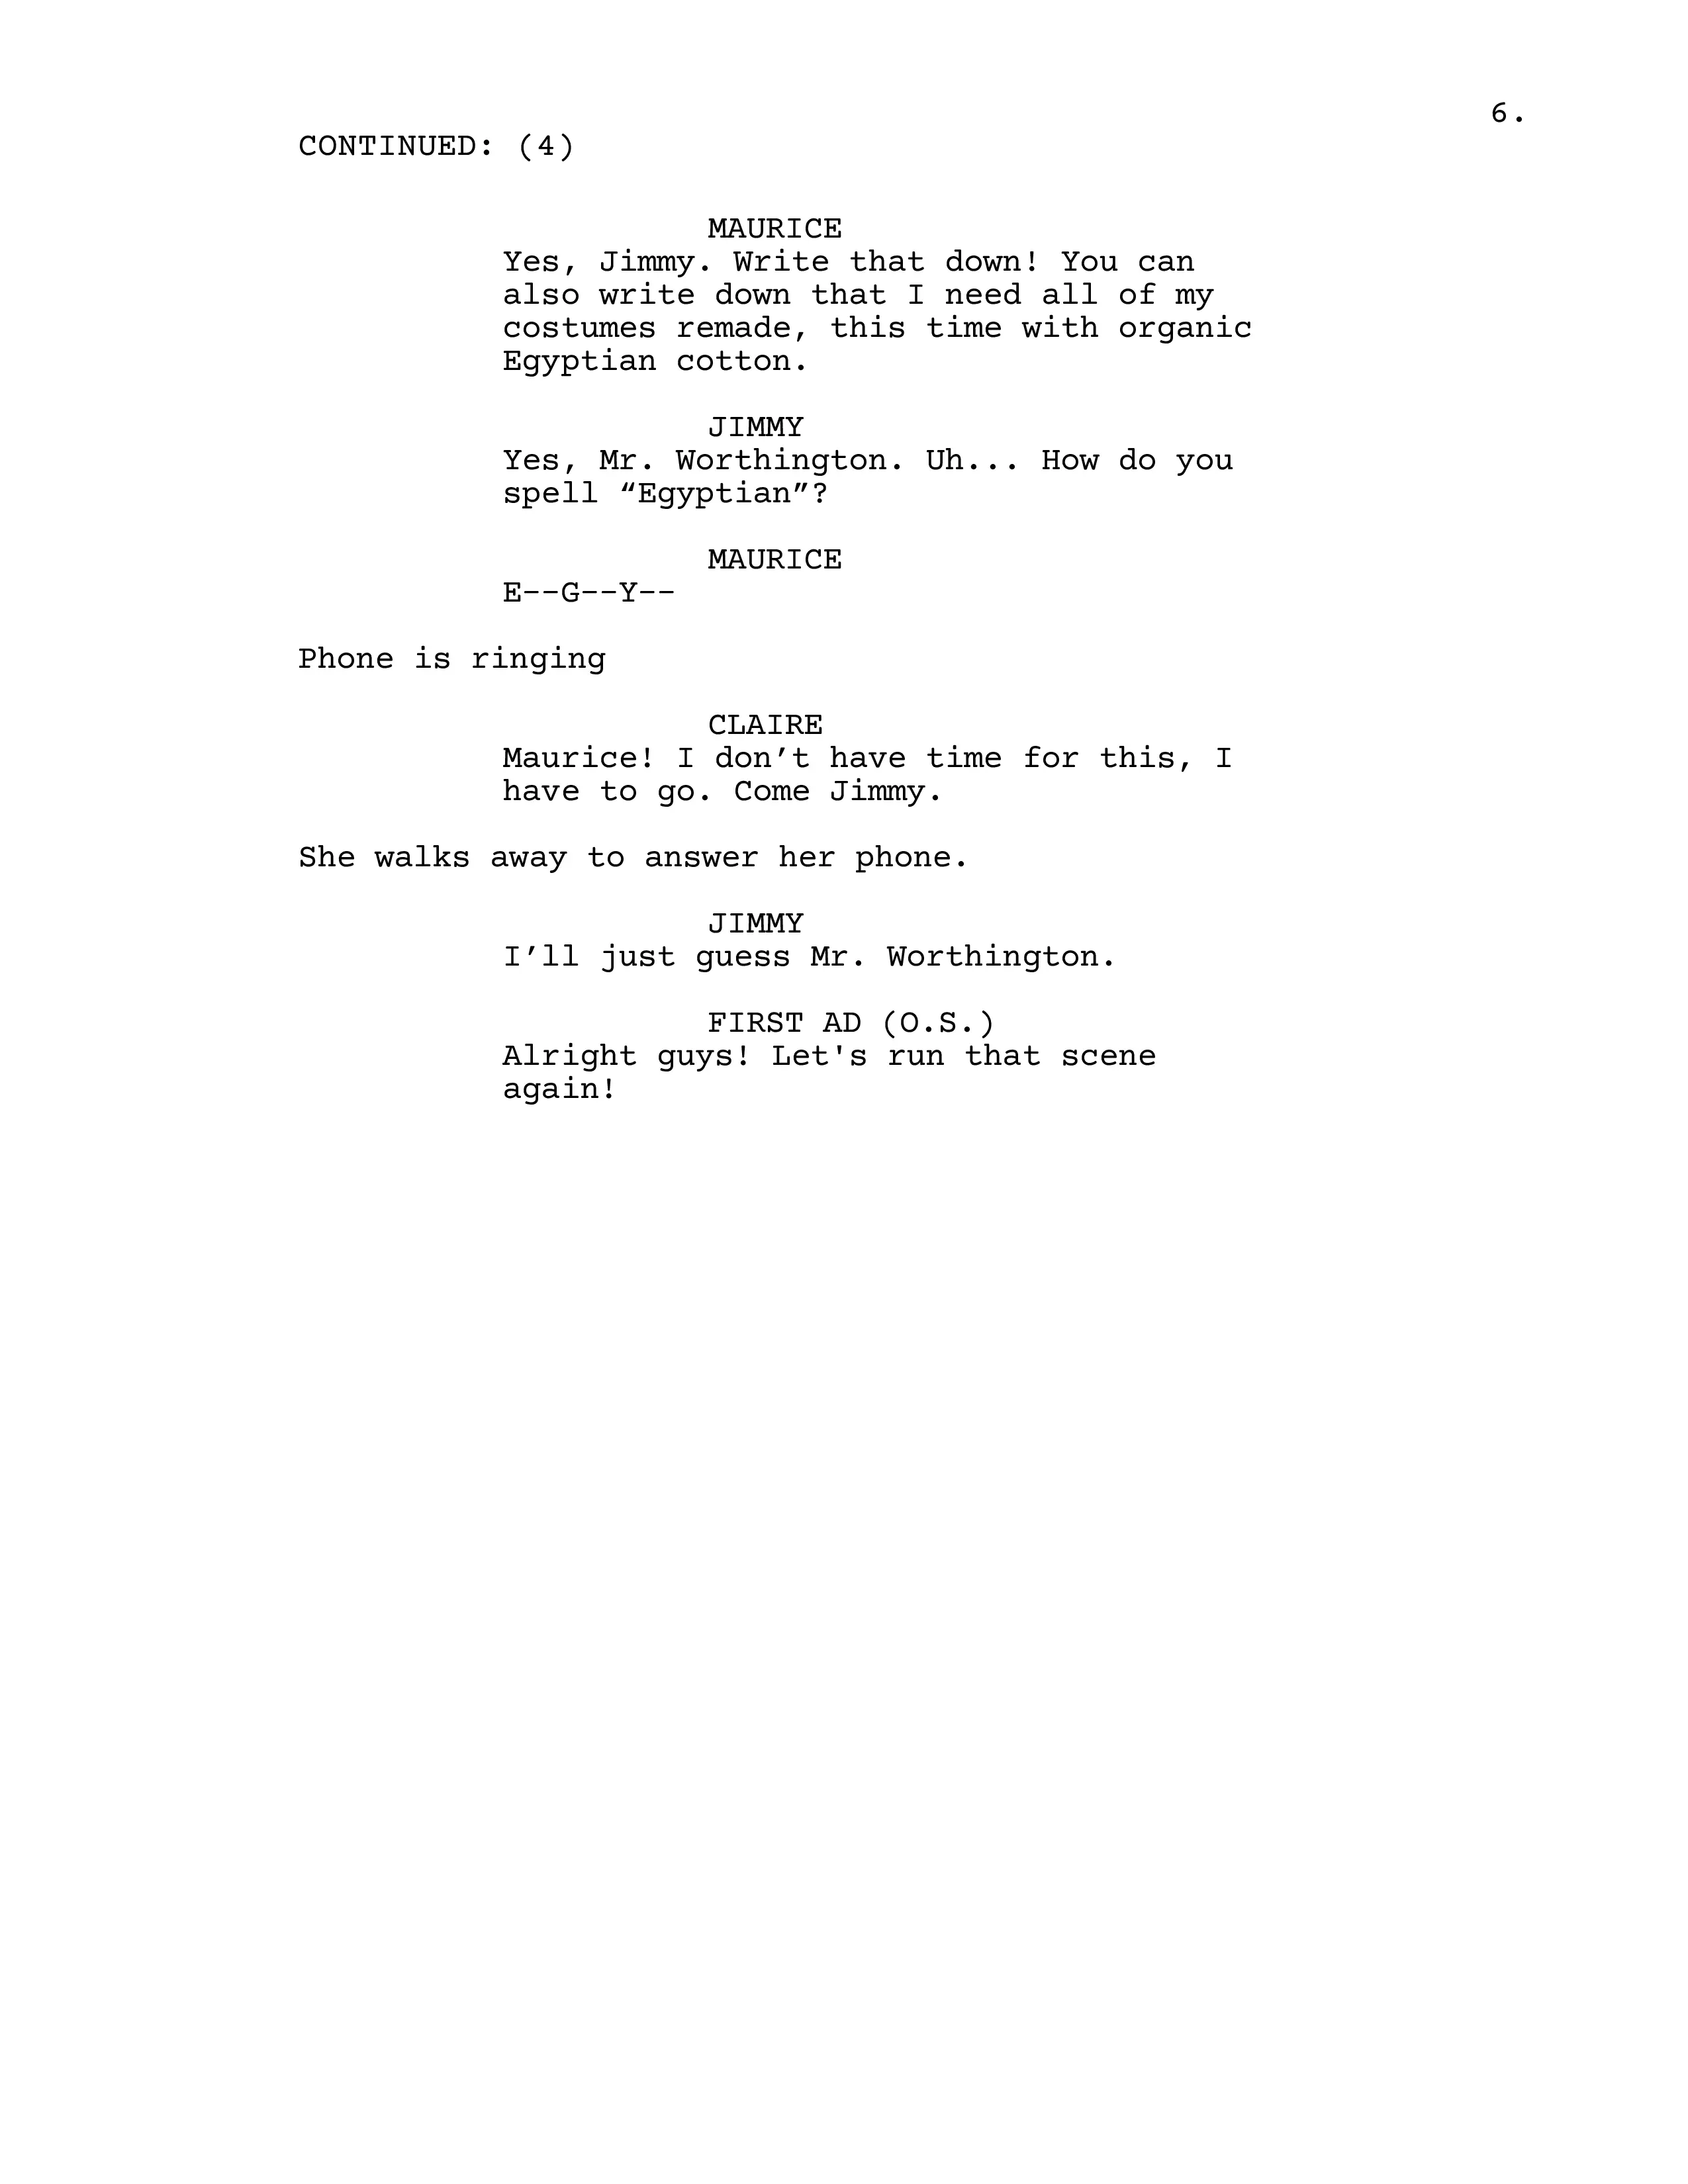 6.
CONTINUED: (4)
MAURICE
Yes, Jimmy. Write that down! You can
also write down that I need all of my
costumes remade, this time with organic
Egyptian cotton.
JIMMY
Yes, Mr. Worthington. Uh... How do you
spell “Egyptian”?
MAURICE
E--G--Y--
Phone is ringing
CLAIRE
Maurice! I don’t have time for this, I
have to go. Come Jimmy.
She walks away to answer her phone.
JIMMY
I’ll just guess Mr. Worthington.
FIRST AD (O.S.)
Alright guys! Let's run that scene
again!